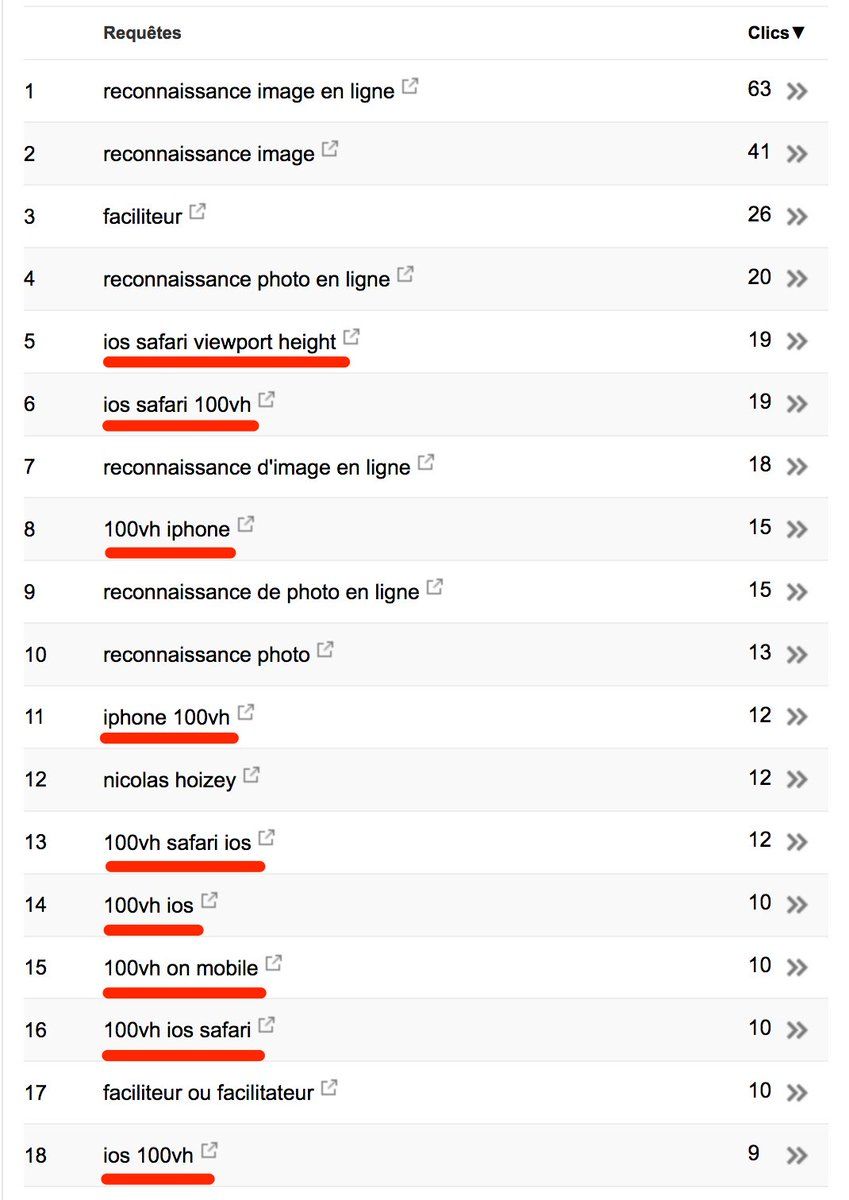 Requêtes Clics▼
1 reconnaissance image en ligne 63
2 reconnaissance image 41
3 faciliteur 26
4 reconnaissance photo en ligne 20
5 ios safari viewport height 19
6 ios safari 100vh 19
7 reconnaissance d'image en ligne 18
8 100vh iphone 15
9 reconnaissance de photo en ligne 15
10 reconnaissance photo 13
11 iphone 100vh 12
12 nicolas hoizey 12
13 100vh safari ios 12
14 100vh ios 10
15 100vh on mobile 10
16 100vh ios safari 10
17 faciliteur ou facilitateur 10
18 ios 100vh 9